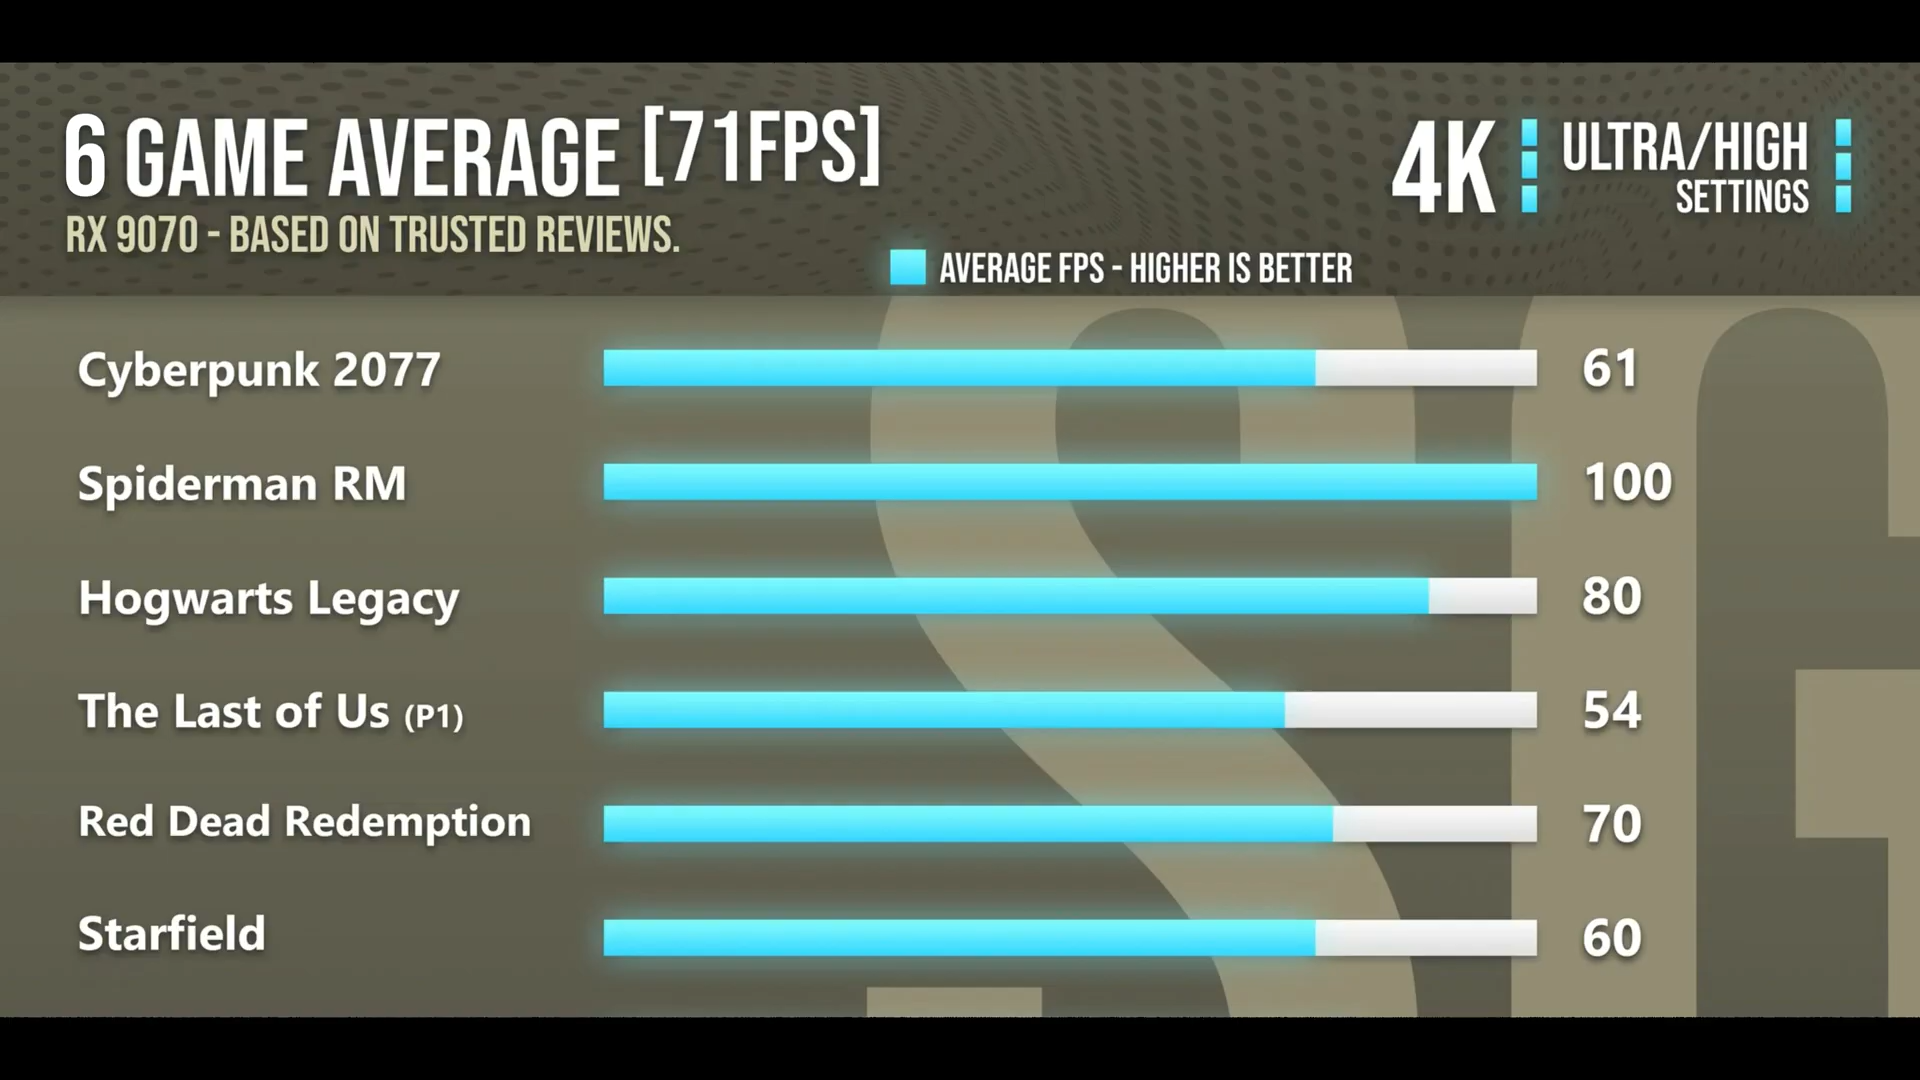 6 GAME AVERAGE [71FPS]
RX 9070 - BASED ON TRUSTED REVIEWS.
4K ULTRA/HIGH
SETTINGS
AVERAGE FPS - HIGHER IS BETTER
Cyberpunk 2077 61
Spiderman RM 100
Hogwarts Legacy 80
The Last of Us (P1) 54
Red Dead Redemption 70
Starfield 60